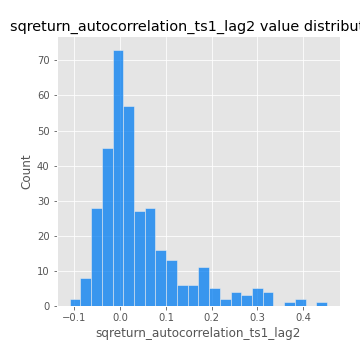 sqreturn_autocorrelation_ts1_lag2 value distribut
70
60
50
40
30
20
10
0
Count
−0.1 0.0 0.1 0.2 0.3 0.4
sqreturn_autocorrelation_ts1_lag2